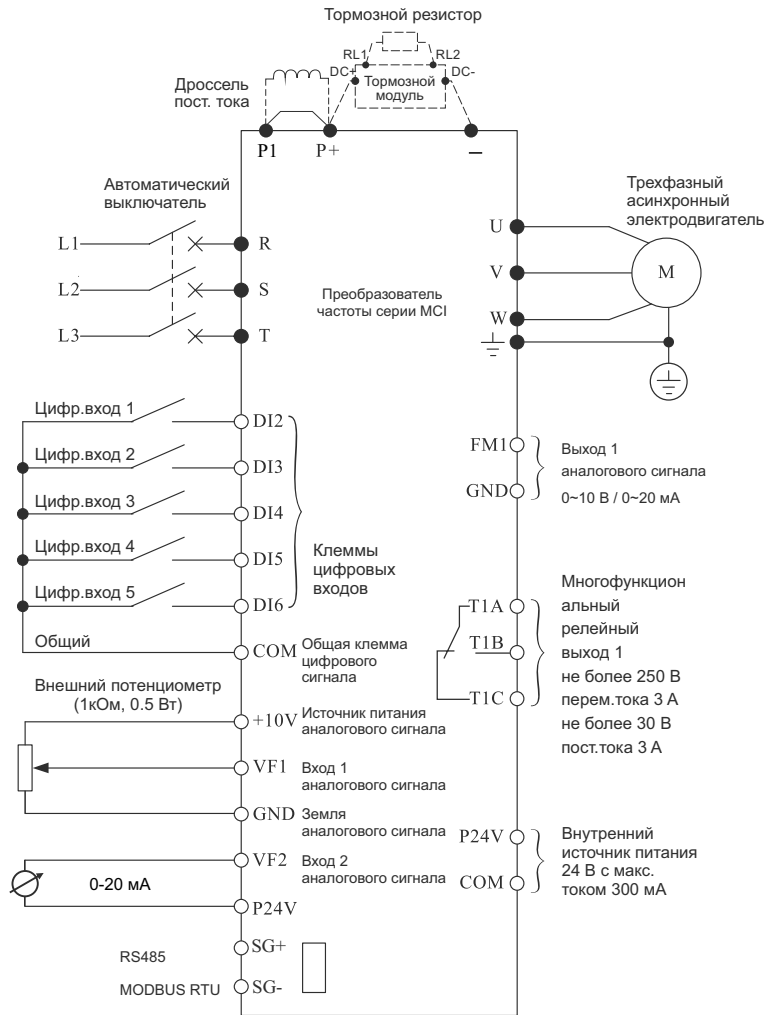 Тормозной резистор
RL1
RL2
DC+
DC-
Тормозной
модуль
Дроссель
пост. тока
P1
P+
–
Автоматический
выключатель
L1
R
L2
S
L3
T
Преобразователь
частоты серии MCI
Трехфазный
асинхронный
электродвигатель
U
V
W
M
Цифр.вход 1
DI2
Цифр.вход 2
DI3
Цифр.вход 3
DI4
Цифр.вход 4
DI5
Цифр.вход 5
DI6
Клеммы
цифровых
входов
Общий
COM
Общая клемма
цифрового
сигнала
Внешний потенциометр
(1кОм, 0.5 Вт)
+10V
Источник питания
аналогового сигнала
VF1
Вход 1
аналогового сигнала
GND
Земля
аналогового сигнала
VF2
Вход 2
аналогового сигнала
0-20 мА
P24V
RS485
SG+
MODBUS RTU
SG-
FM1
GND
Выход 1
аналогового сигнала
0~10 В / 0~20 мА
T1A
T1B
T1C
Многофункцион
альный
релейный
выход 1
не более 250 В
перем.тока 3 А
не более 30 В
пост.тока 3 А
P24V
COM
Внутренний
источник питания
24 В с макс.
током 300 мА